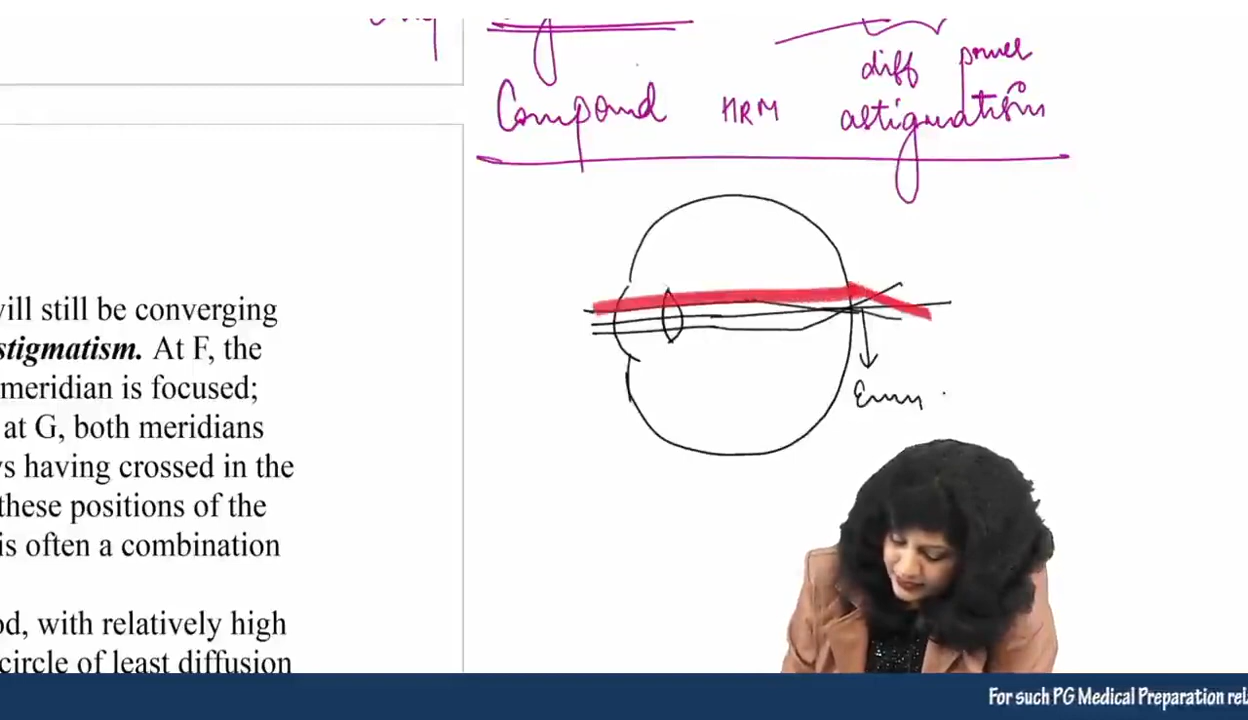 diff power
Compound HRM astigmatism
will still be converging
stigmatism. At F, the
meridian is focused;
at G, both meridians
s having crossed in the
these positions of the
is often a combination
Emm
od, with relatively high
circle of least diffusion
For such PG Medical Preparation rel